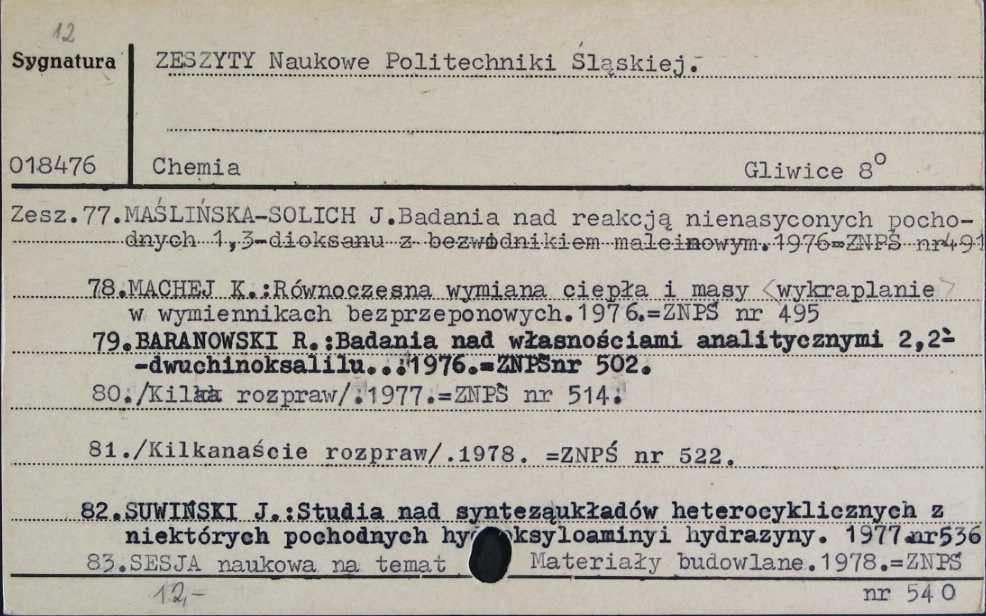 12
Sygnatura ZESZYTY Naukowe Politechniki Śląskiej.
018476 Chemia Gliwice 8°
Zesz.77.MAŚLIŃSKA-SOLICH J.Badania nad reakcją nienasyconych pocho-
dnych 1,3-dioksanu z bezwodnikiem maleinowym.1976=ZNPŚ nr491
78.MACHEJ K.:Równoczesna wymiana ciepła i masy <wykraplanie>
w wymiennikach bezprzeponowych.1976.=ZNPŚ nr 495
79.BARANOWSKI R.:Badania nad własnościami analitycznymi 2,2`-
-dwuchinoksalilu...1976.=ZNPŚnr 502.
80./Kilka rozpraw/.1977.=ZNPŚ nr 514.
81./Kilkanaście rozpraw/.1978. =ZNPŚ nr 522.
82.SUWIŃSKI J.:Studia nad synteząukładów heterocyklicznych z
niektórych pochodnych hydroksyloaminyi hydrazyny. 1977.nr536
83.SESJA naukowa na temat Materiały budowlane.1978.=ZNPŚ
12,- nr 540